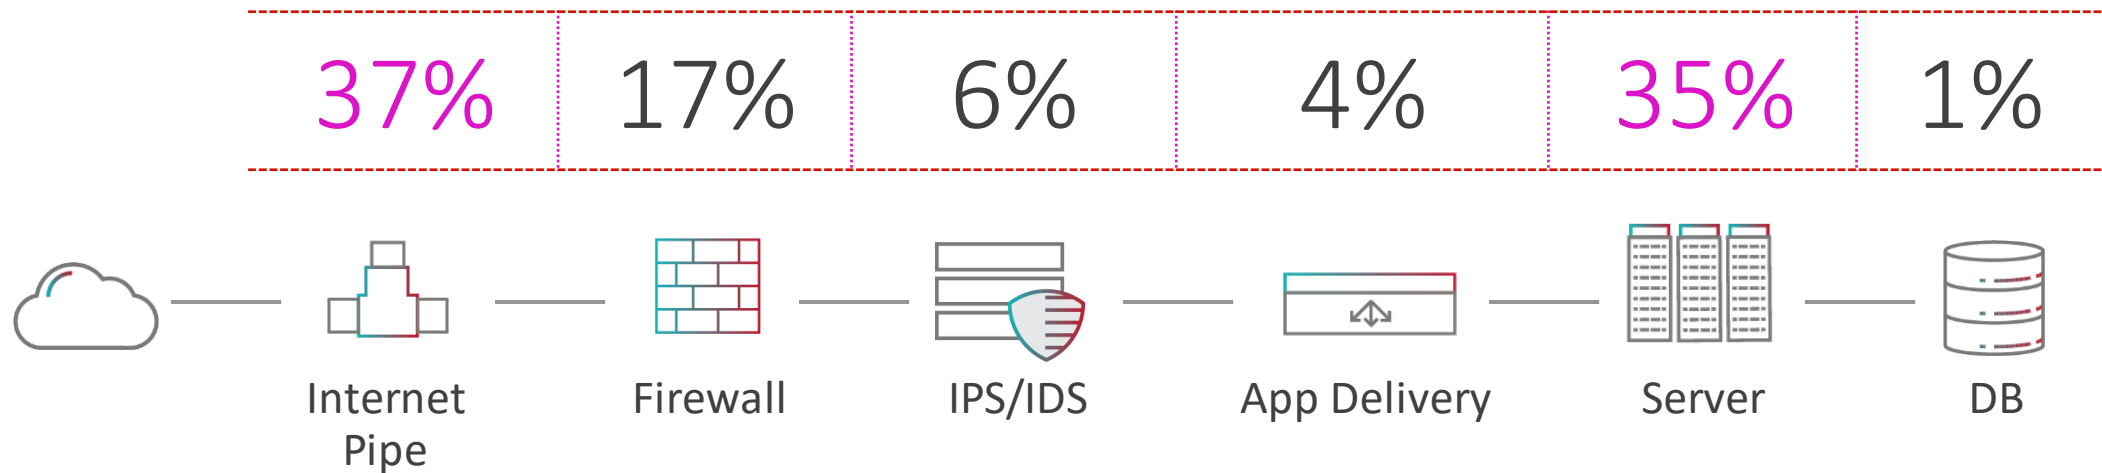 37% 17% 6% 4% 35% 1%
Internet Firewall IPS/IDS App Delivery Server DB
Pipe